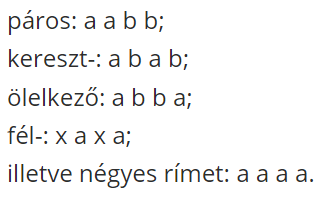 páros: a a b b;
kereszt-: a b a b;
ölelkező: a b b a;
fél-: x a x a;
illetve négyes rímet: a a a a.